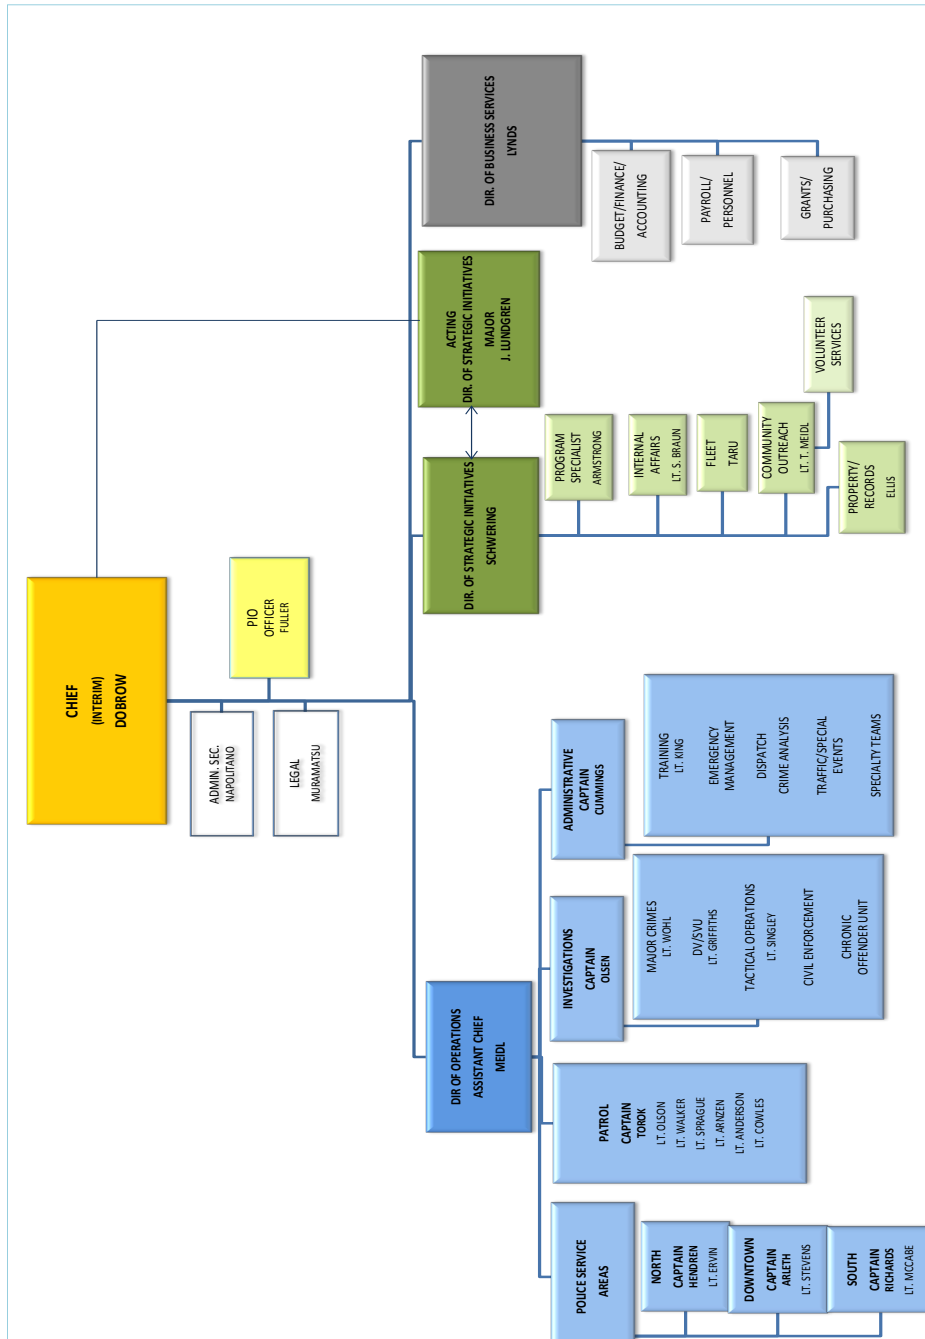 CHIEF
(INTERIM)
DOBROW
ADMIN. SEC.
NAPOLITANO
PIO
OFFICER
FULLER
LEGAL
MURAMATSU
DIR OF OPERATIONS
ASSISTANT CHIEF
MEIDL
DIR. OF STRATEGIC INITIATIVES
SCHWERING
ACTING
DIR. OF STRATEGIC INITIATIVES
MAJOR
J. LUNDGREN
DIR. OF BUSINESS SERVICES
LYNDS
POLICE SERVICE
AREAS
NORTH
CAPTAIN
HENDREN
LT. ERVIN
DOWNTOWN
CAPTAIN
ARLETH
LT. STEVENS
SOUTH
CAPTAIN
RICHARDS
LT. MCCABE
PATROL
CAPTAIN
TOROK
LT. OLSON
LT. WALKER
LT. SPRAGUE
LT. ARNZEN
LT. ANDERSON
LT. COWLES
INVESTIGATIONS
CAPTAIN
OLSEN
MAJOR CRIMES
LT. WOHL
DV/SVU
LT. GRIFFITHS
TACTICAL OPERATIONS
LT. SINGLEY
CIVIL ENFORCEMENT
CHRONIC
OFFENDER UNIT
ADMINISTRATIVE
CAPTAIN
CUMMINGS
TRAINING
LT. KING
EMERGENCY
MANAGEMENT
DISPATCH
CRIME ANALYSIS
TRAFFIC/SPECIAL
EVENTS
SPECIALTY TEAMS
PROGRAM
SPECIALIST
ARMSTRONG
INTERNAL
AFFAIRS
LT. S. BRAUN
FLEET
TARU
COMMUNITY
OUTREACH
LT. T. MEIDL
VOLUNTEER
SERVICES
PROPERTY/
RECORDS
ELLIS
BUDGET/FINANCE/
ACCOUNTING
PAYROLL/
PERSONNEL
GRANTS/
PURCHASING